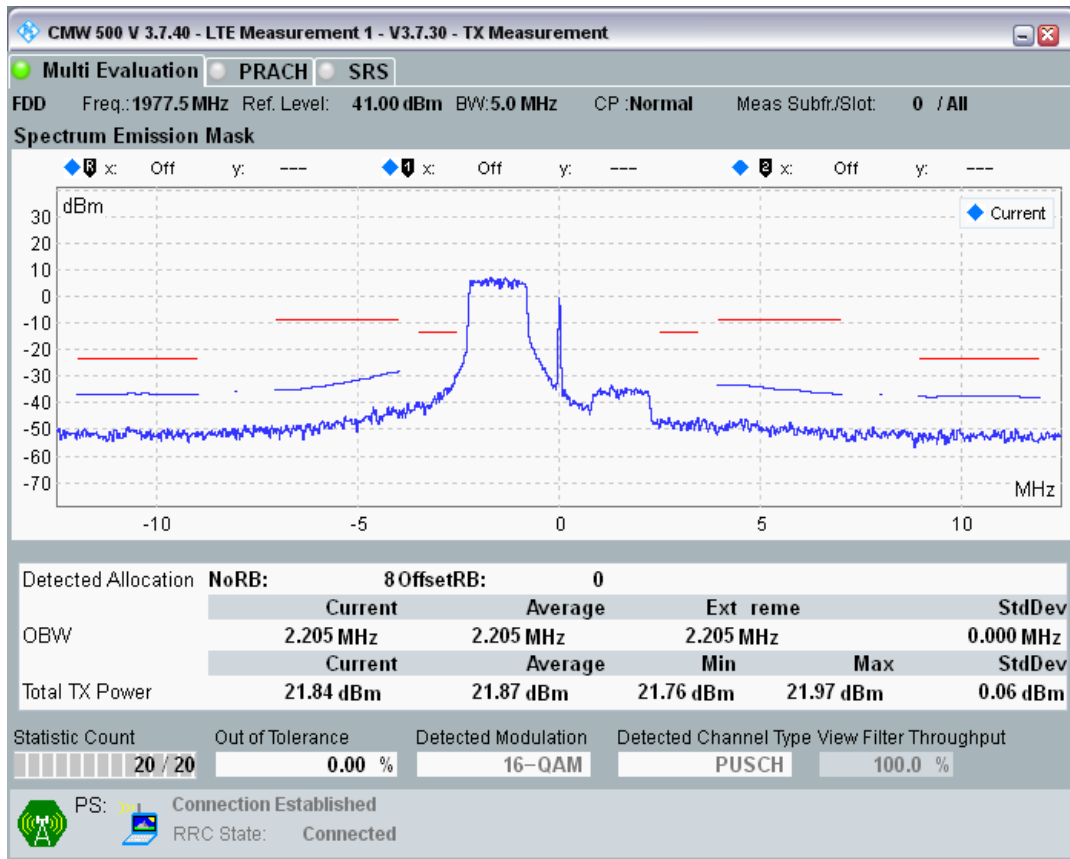 CMW 500 V 3.7.40 - LTE Measurement 1 - V3.7.30 - TX Measurement
Multi Evaluation PRACH SRS
FDD Freq.: 1977.5 MHz Ref. Level: 41.00 dBm BW: 5.0 MHz CP : Normal Meas Subfr./Slot: 0 / All
Spectrum Emission Mask
R x: Off y: --- 1 x: Off y: --- 2 x: Off y: ---
dBm
Current
30
20
10
0
-10
-20
-30
-40
-50
-60
-70
MHz
-10 -5 0 5 10
Detected Allocation NoRB: 8 OffsetRB: 0
Current Average Ext reme StdDev
OBW 2.205 MHz 2.205 MHz 2.205 MHz 0.000 MHz
Current Average Min Max StdDev
Total TX Power 21.84 dBm 21.87 dBm 21.76 dBm 21.97 dBm 0.06 dBm
Statistic Count Out of Tolerance Detected Modulation Detected Channel Type View Filter Throughput
20 / 20 0.00 % 16-QAM PUSCH 100.0 %
PS: Connection Established
RRC State: Connected